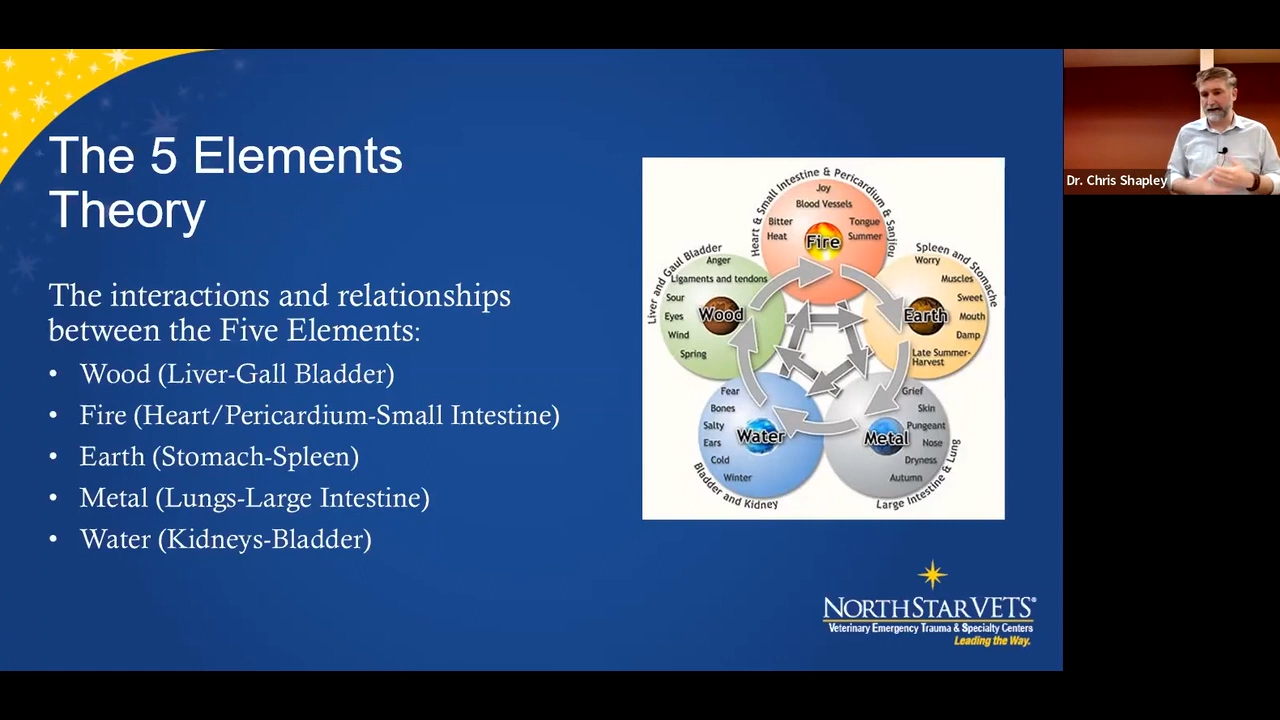 The 5 Elements
Theory
The interactions and relationships
between the Five Elements:
• Wood (Liver-Gall Bladder)
• Fire (Heart/Pericardium-Small Intestine)
• Earth (Stomach-Spleen)
• Metal (Lungs-Large Intestine)
• Water (Kidneys-Bladder)
Heart & Small Intestine & Pericardium & Sanjiou
Joy
Blood Vessels
Bitter
Tongue
Heat
Summer
Fire
Liver and Gaul Bladder
Anger
Ligaments and tendons
Sour
Eyes
Wind
Spring
Wood
Spleen and Stomache
Worry
Muscles
Sweet
Mouth
Damp
Late Summer-
Harvest
Earth
Fear
Bones
Salty
Ears
Cold
Winter
Water
Bladder and Kidney
Grief
Skin
Pungeant
Nose
Dryness
Autumn
Metal
Large Intestine & Lung
NORTHSTAR VETS®
Veterinary Emergency Trauma & Specialty Centers
Leading the Way.
Dr. Chris Shapley